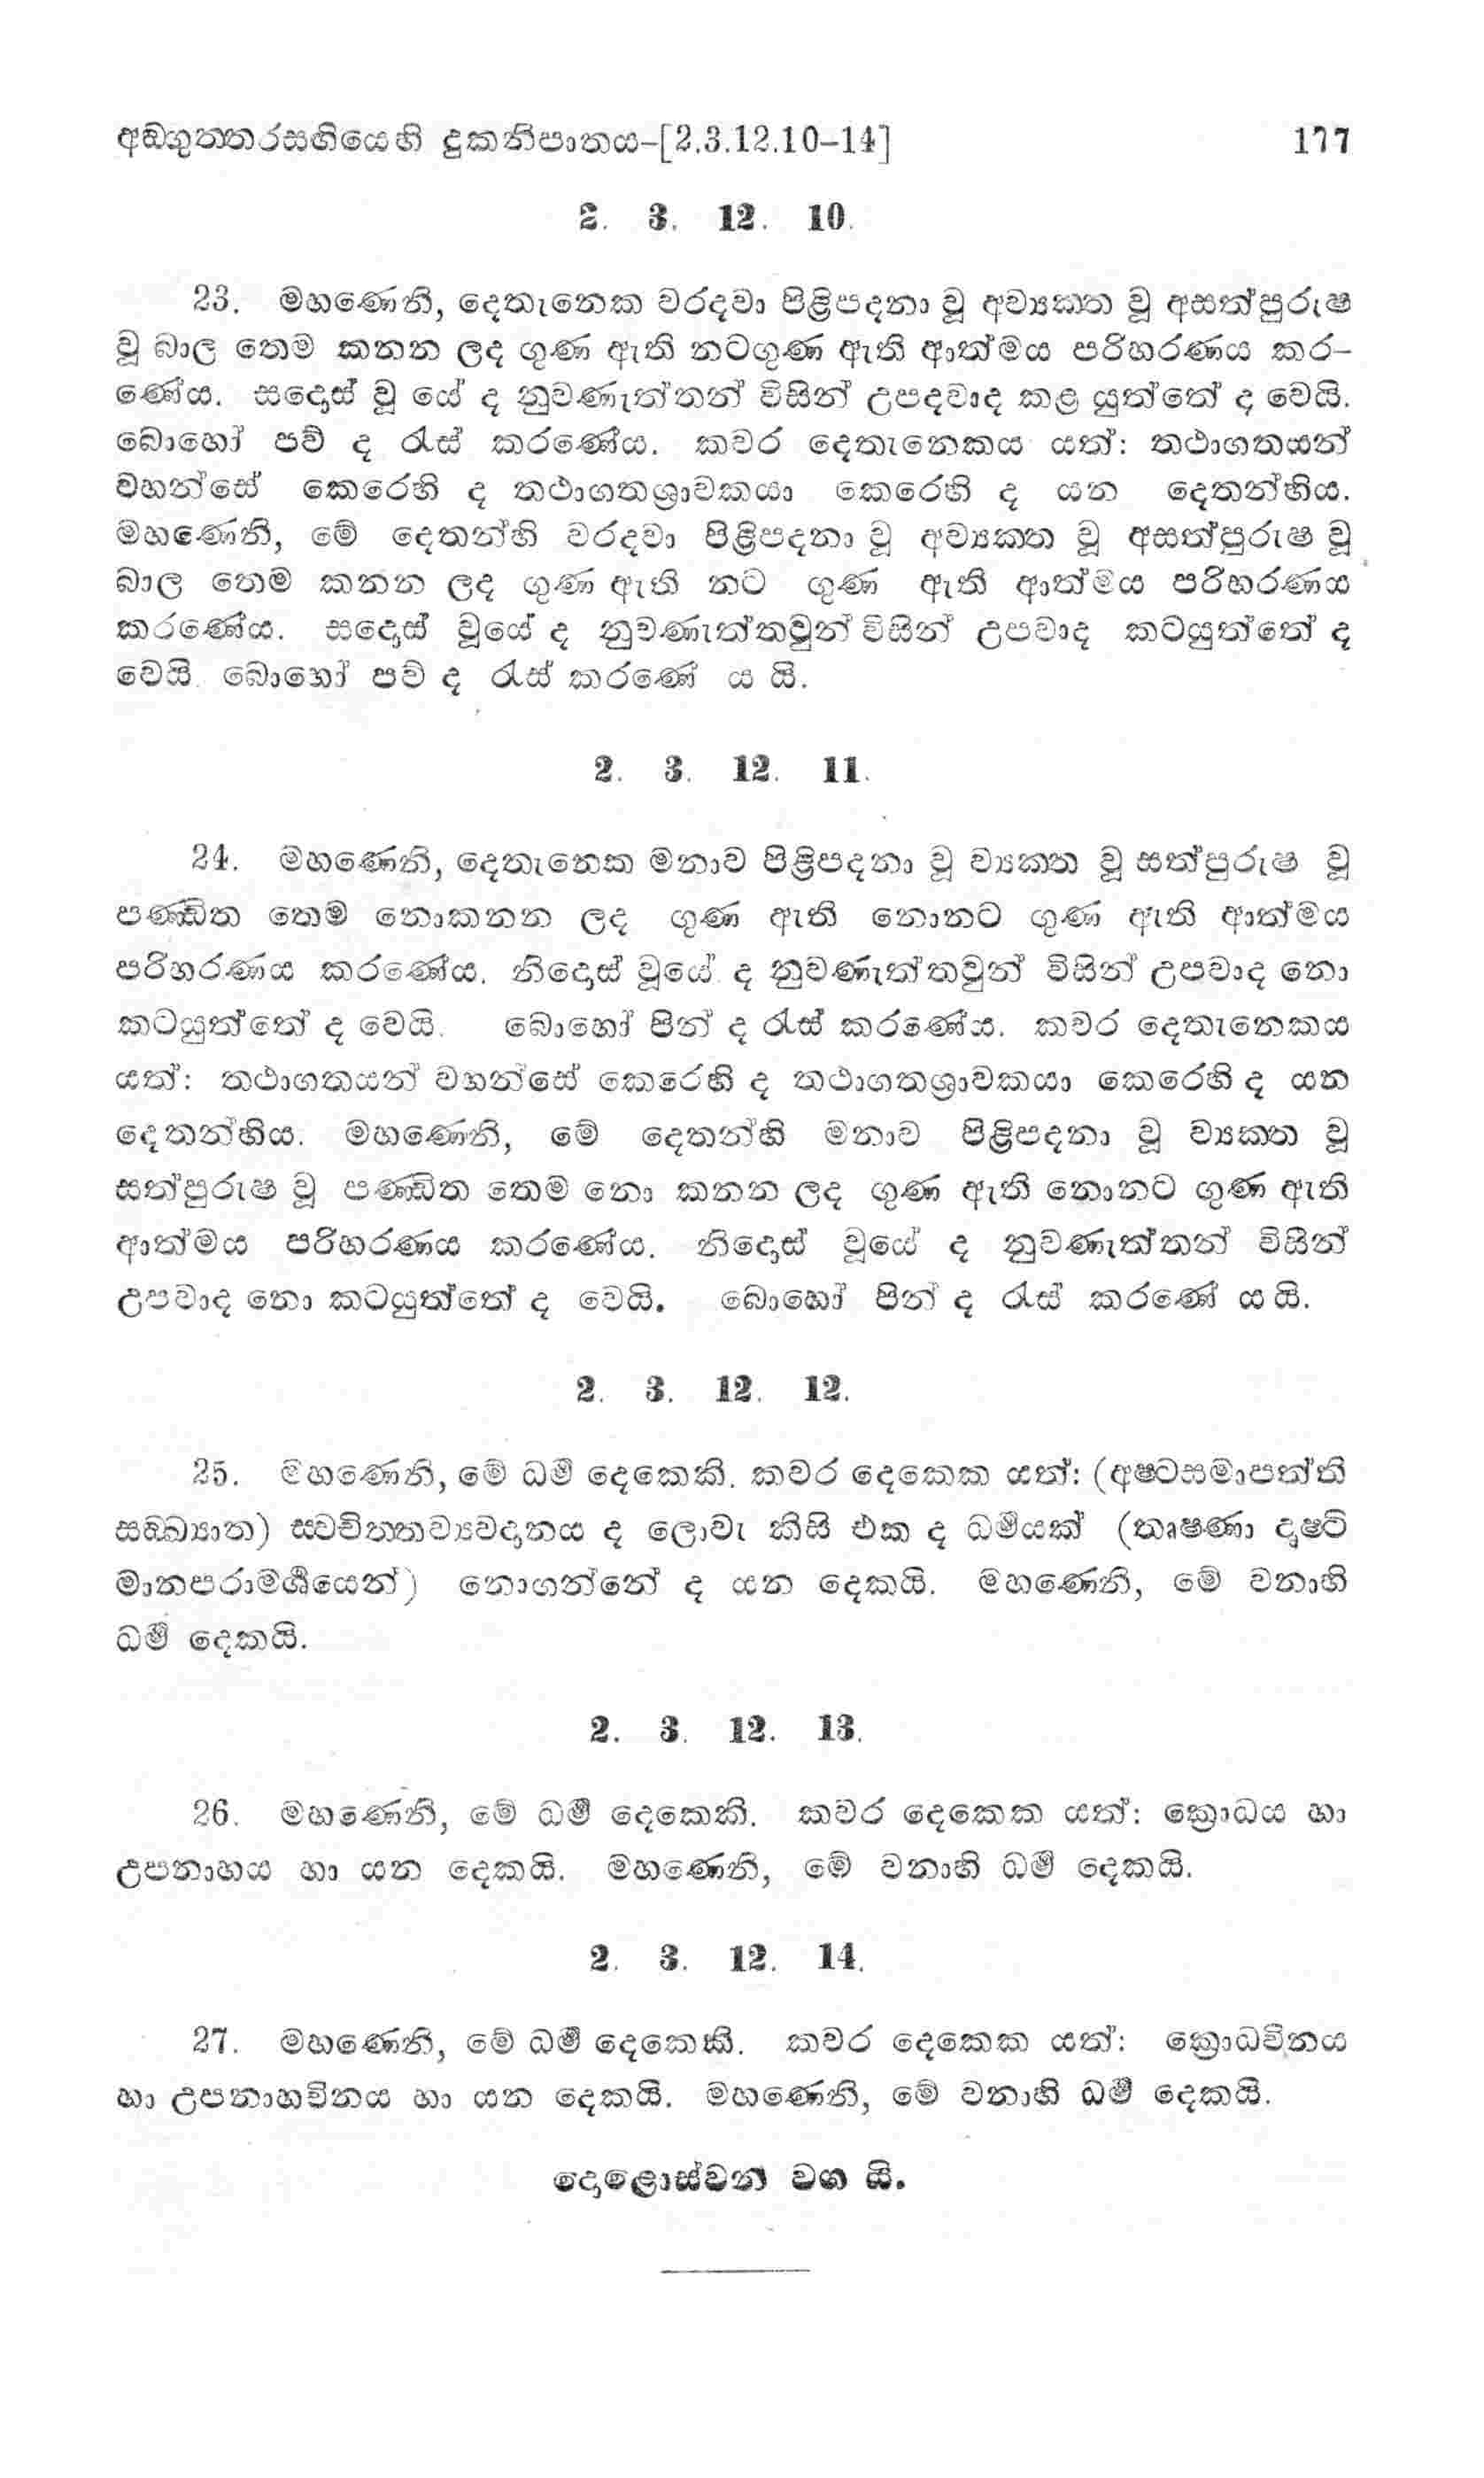 අඞගුත්තරසඟියෙහි දුකනිපාතය–[2.3.12.10–14] 177
2. 3. 12. 10.
23. මහණෙනි, දෙතැනෙක වරදවා පිළිපදනා වූ අව්‍යක්ත වූ අසත්පුරුෂ
වූ බාල තෙම කනන ලද ගුණ ඇති නටගුණ ඇති ආත්මය පරිහරණය කර–
ණේය. සදොස් වූ යේ ද නුවණැත්තන් විසින් උපදවාද කළ යුත්තේ ද වෙයි.
බොහෝ පව් ද රැස් කරණේය. කවර දෙතැනෙකය යත්: තථාගතයන්
වහන්සේ කෙරෙහි ද තථාගතශ්‍රාවකයා කෙරෙහි ද යන දෙතන්හිය.
මහණෙනි, මේ දෙතන්හි වරදවා පිළිපදනා වූ අව්‍යක්ත වූ අසත්පුරුෂ වූ
බාල තෙම කනන ලද ගුණ ඇති නට ගුණ ඇති ආත්මය පරිහරණය
කරණේය. සදොස් වූයේ ද නුවණැත්තවුන් විසින් උපවාද කටයුත්තේ ද
වෙයි. බොහෝ පව් ද රැස් කරණේ ය යි.
2. 3. 12. 11.
24. මහණෙනි, දෙතැනෙක මනාව පිළිපදනා වූ ව්‍යක්ත වූ සත්පුරුෂ වූ
පණ්ඩිත තෙම නොකනන ලද ගුණ ඇති නොනට ගුණ ඇති ආත්මය
පරිහරණය කරණේය. නිදොස් වූයේ ද නුවණැත්තවුන් විසින් උපවාද නො
කටයුත්තේ ද වෙයි. බොහෝ පින් ද රැස් කරණේය. කවර දෙතැනෙකය
යත්: තථාගතයන් වහන්සේ කෙරෙහි ද තථාගතශ්‍රාවකයා කෙරෙහි ද යන
දෙතන්හිය. මහණෙනි, මේ දෙතන්හි මනාව පිළිපදනා වූ ව්‍යක්ත වූ
සත්පුරුෂ වූ පණ්ඩිත තෙම නො කනන ලද ගුණ ඇති නොනට ගුණ ඇති
ආත්මය පරිහරණය කරණේය. නිදොස් වූයේ ද නුවණැත්තන් විසින්
උපවාද නො කටයුත්තේ ද වෙයි. බොහෝ පින් ද රැස් කරණේ යයි.
2. 3. 12. 12.
25. මහණෙනි, මේ ධර්‍ම දෙකෙකි. කවර දෙකෙක යත්: (අෂ්ටසමාපත්ති
සඞ්ඛ්‍යාත) ස්වචිත්තව්‍යවදානය ද ලොවැ කිසි එක ද ධර්‍මයක් (තෘෂ්ණා දෘෂ්ටි
මානපරාමර්‍ශයෙන්) නොගන්නේ ද යන දෙකයි. මහණෙනි, මේ වනාහි
ධර්‍ම දෙකයි.
2. 3. 12. 13.
26. මහණෙනි, මේ ධර්‍ම දෙකෙකි. කවර දෙකෙක යත්: ක්‍රොධය හා
උපනාහය හා යන දෙකයි. මහණෙනි, මේ වනාහි ධර්‍ම දෙකයි.
2. 3. 12. 14.
27. මහණෙනි, මේ ධර්‍ම දෙකෙකි. කවර දෙකෙක යත්: ක්‍රොධවිනය
හා උපනාහවිනය හා යන දෙකයි. මහණෙනි, මේ වනාහි ධර්‍ම දෙකයි.
දොළොස්වන වග යි.